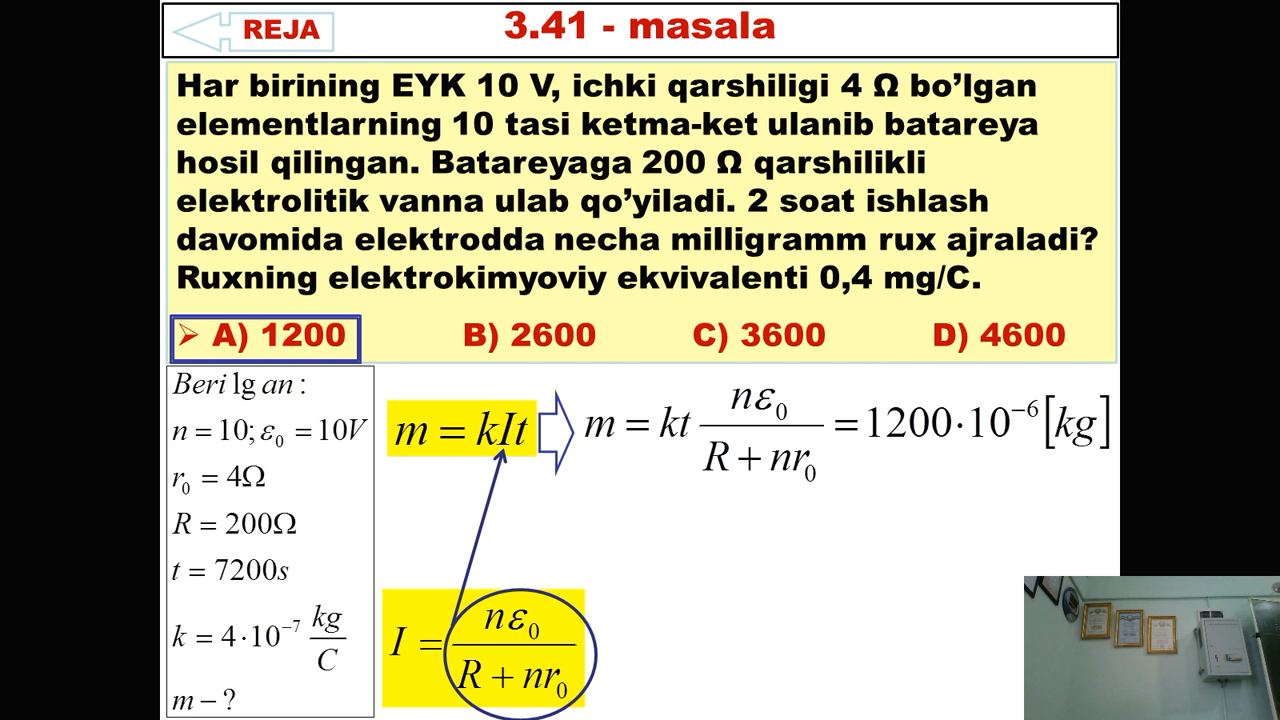 REJA
3.41 - masala
Har birining EYK 10 V, ichki qarshiligi 4 Ω bo’lgan
elementlarning 10 tasi ketma-ket ulanib batareya
hosil qilingan. Batareyaga 200 Ω qarshilikli
elektrolitik vanna ulab qo’yiladi. 2 soat ishlash
davomida elektrodda necha milligramm rux ajraladi?
Ruxning elektrokimyoviy ekvivalenti 0,4 mg/C.
➢ A) 1200 B) 2600 C) 3600 D) 4600
Beri lg an :
n = 10; ε₀ = 10V
r₀ = 4Ω
R = 200Ω
t = 7200s
k = 4·10⁻⁷ kg/C
m – ?
m = kIt
m = kt nε₀/(R + nr₀) = 1200·10⁻⁶ [kg]
I = nε₀/(R + nr₀)